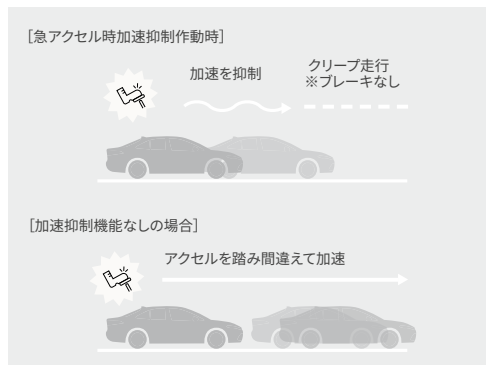 ［急アクセル時加速抑制作動時］
加速を抑制
クリープ走行
※ブレーキなし
［加速抑制機能なしの場合］
アクセルを踏み間違えて加速